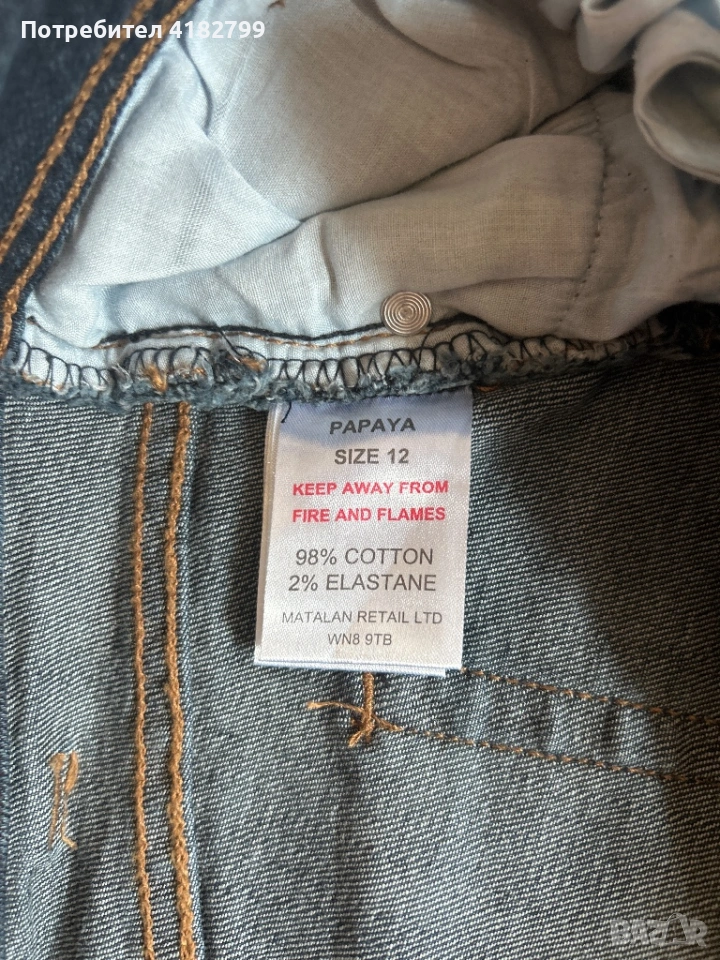 Потребител 4182799
PAPAYA
SIZE 12
KEEP AWAY FROM
FIRE AND FLAMES
98% COTTON
2% ELASTANE
MATALAN RETAIL LTD
WN8 9TB
BAZAR